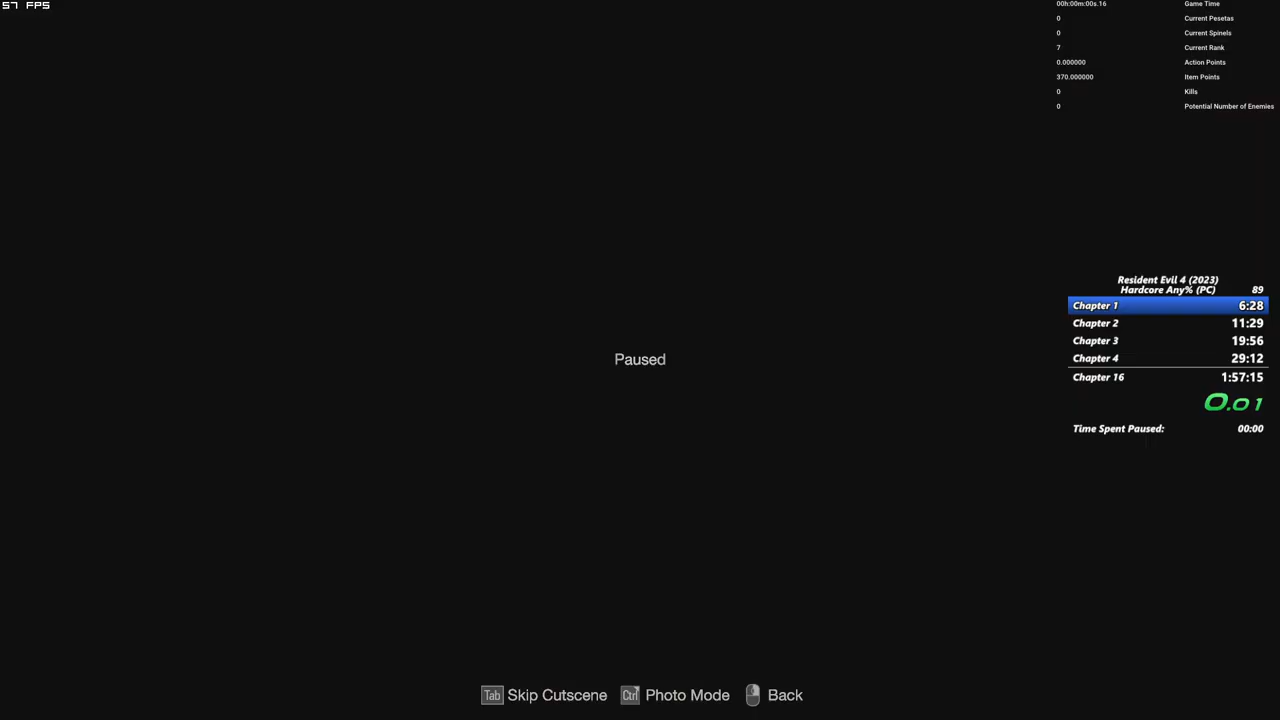 57 FPS
00h:00m:00s.16 Game Time
0 Current Pesetas
0 Current Spinels
7 Current Rank
0.000000 Action Points
370.000000 Item Points
0 Kills
0 Potential Number of Enemies
Resident Evil 4 (2023)
Hardcore Any% (PC) 89
Chapter 1 6:28
Chapter 2 11:29
Chapter 3 19:56
Paused
Chapter 4 29:12
Chapter 16 1:57:15
0.01
Time Spent Paused: 00:00
Tab Skip Cutscene Ctrl Photo Mode Back